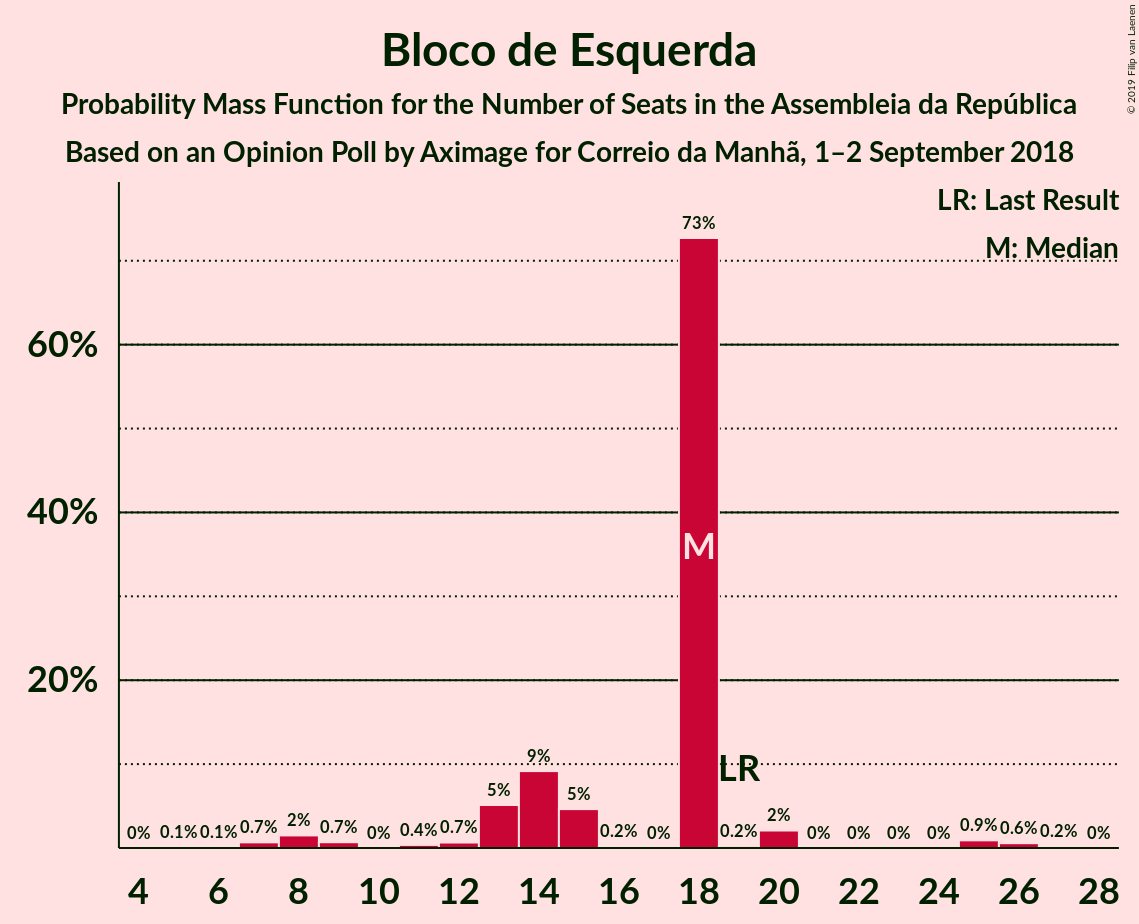 © 2019 Filip van Laenen
Bloco de Esquerda
Probability Mass Function for the Number of Seats in the Assembleia da República
Based on an Opinion Poll by Aximage for Correio da Manhã, 1–2 September 2018
LR: Last Result
M: Median
60%
40%
20%
0% 0.1% 0.1% 0.7% 2% 0.7% 0% 0.4% 0.7% 5% 9% 5% 0.2% 0% 73% 0.2% 2% 0% 0% 0% 0% 0.9% 0.6% 0.2% 0%
M
LR
4 6 8 10 12 14 16 18 20 22 24 26 28